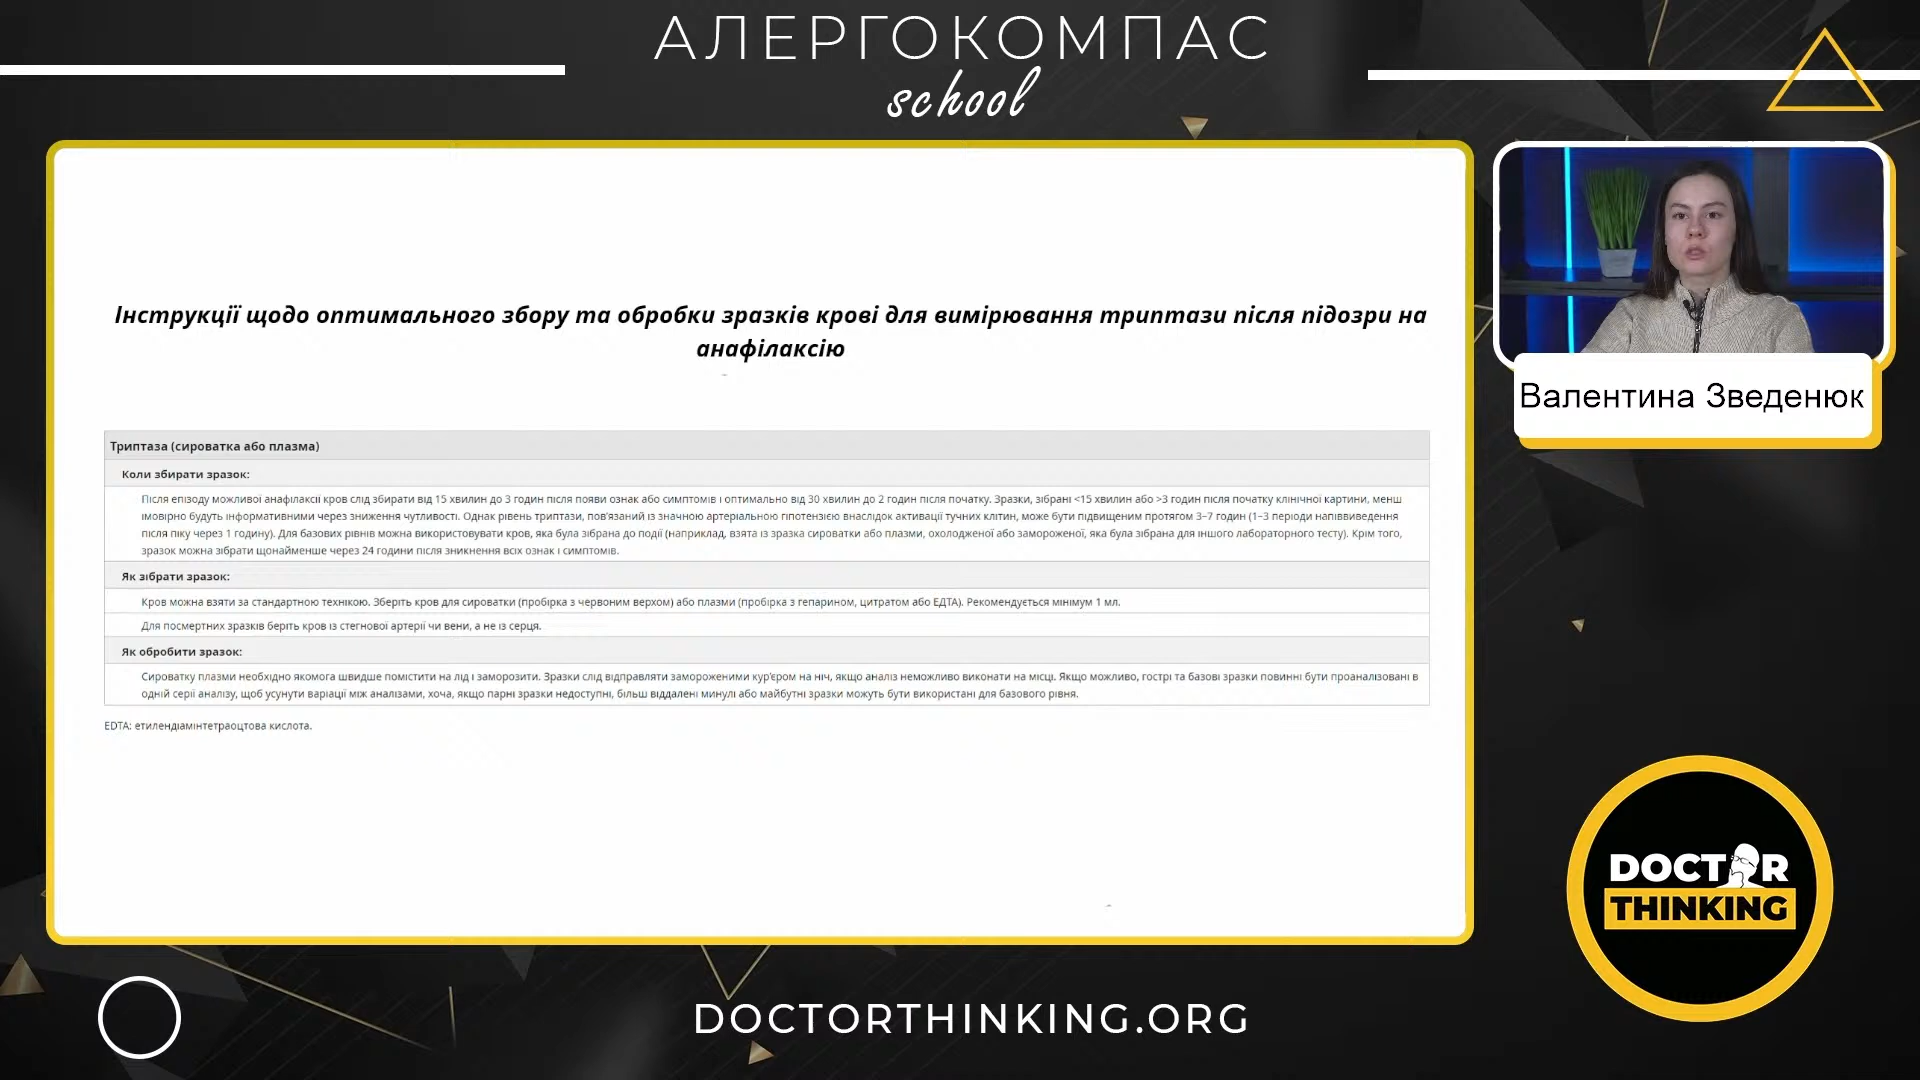 АЛЕРГОКОМПАС
school
Інструкції щодо оптимального збору та обробки зразків крові для вимірювання триптази після підозри на
анафілаксію
Триптаза (сироватка або плазма)
Коли збирати зразок:
Після епізоду можливої анафілаксії кров слід збирати від 15 хвилин до 3 годин після появи ознак або симптомів і оптимально від 30 хвилин до 2 годин після початку. Зразки, зібрані <15 хвилин або >3 годин після початку клінічної картини, менш
імовірно будуть інформативними через зниження чутливості. Однак рівень триптази, пов'язаний із значною артеріальною гіпотензією внаслідок активації тучних клітин, може бути підвищеним протягом 3–7 годин (1–3 періоди напіввиведення
після піку через 1 годину). Для базових рівнів можна використовувати кров, яка була зібрана до події (наприклад, взята із зразка сироватки або плазми, охолодженої або замороженої, яка була зібрана для іншого лабораторного тесту). Крім того,
зразок можна зібрати щонайменше через 24 години після зникнення всіх ознак і симптомів.
Як зібрати зразок:
Кров можна взяти за стандартною технікою. Зберіть кров для сироватки (пробірка з червоним верхом) або плазми (пробірка з гепарином, цитратом або ЕДТА). Рекомендується мінімум 1 мл.
Для посмертних зразків беріть кров із стегнової артерії чи вени, а не із серця.
Як обробити зразок:
Сироватку плазми необхідно якомога швидше помістити на лід і заморозити. Зразки слід відправляти замороженими кур'єром на ніч, якщо аналіз неможливо виконати на місці. Якщо можливо, гострі та базові зразки повинні бути проаналізовані в
одній серії аналізу, щоб усунути варіації між аналізами, хоча, якщо парні зразки недоступні, більш віддалені минулі або майбутні зразки можуть бути використані для базового рівня.
EDTA: етилендіамінтетраоцтова кислота.
Валентина Зведенюк
DOCTOR
THINKING
DOCTORTHINKING.ORG